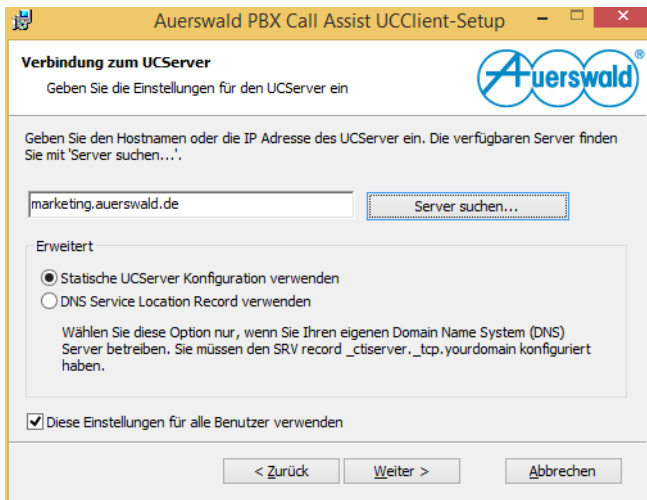 Auerswald PBX Call Assist UCClient-Setup
Verbindung zum UCServer
Geben Sie die Einstellungen für den UCServer ein
Auerswald®
Geben Sie den Hostnamen oder die IP Adresse des UCServer ein. Die verfügbaren Server finden
Sie mit 'Server suchen...'.
marketing.auerswald.de
Server suchen...
Erweitert
Statische UCServer Konfiguration verwenden
DNS Service Location Record verwenden
Wählen Sie diese Option nur, wenn Sie Ihren eigenen Domain Name System (DNS)
Server betreiben. Sie müssen den SRV record _ctiserver._tcp.yourdomain konfiguriert
haben.
Diese Einstellungen für alle Benutzer verwenden
< Zurück
Weiter >
Abbrechen